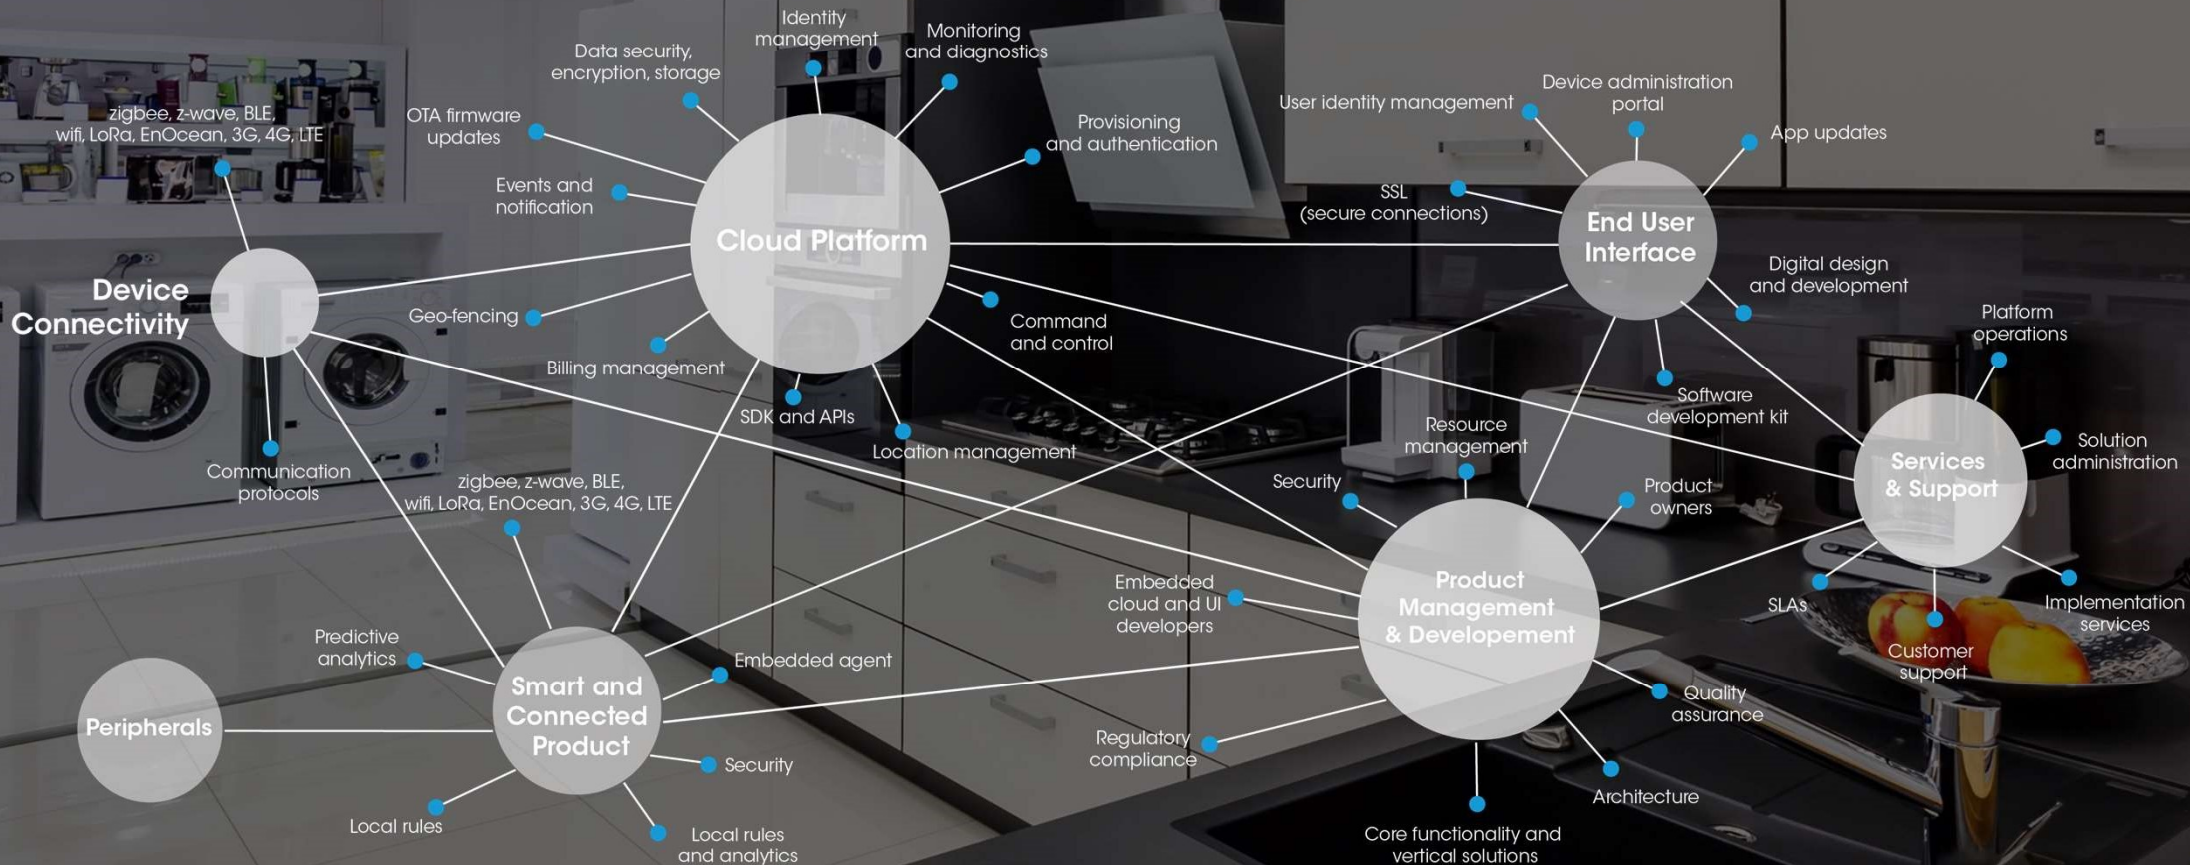 Identity
management
Monitoring
and diagnostics
Data security,
encryption, storage
OTA firmware
updates
Provisioning
and authentication
Events and
notification
Cloud Platform
Geo-fencing
Billing management
SDK and APIs
Location management
Command
and control
zigbee, z-wave, BLE,
wifi, LoRa, EnOcean, 3G, 4G, LTE
Device
Connectivity
Communication
protocols
User identity management
Device administration
portal
App updates
SSL
(secure connections)
End User
Interface
Digital design
and development
Software
development kit
Platform
operations
Solution
administration
Services
& Support
SLAs
Customer
support
Implementation
services
Resource
management
Security
Product
owners
Embedded
cloud and UI
developers
Product
Management
& Developement
Regulatory
compliance
Quality
assurance
Architecture
Core functionality and
vertical solutions
zigbee, z-wave, BLE,
wifi, LoRa, EnOcean, 3G, 4G, LTE
Predictive
analytics
Embedded agent
Smart and
Connected
Product
Security
Local rules
Local rules
and analytics
Peripherals